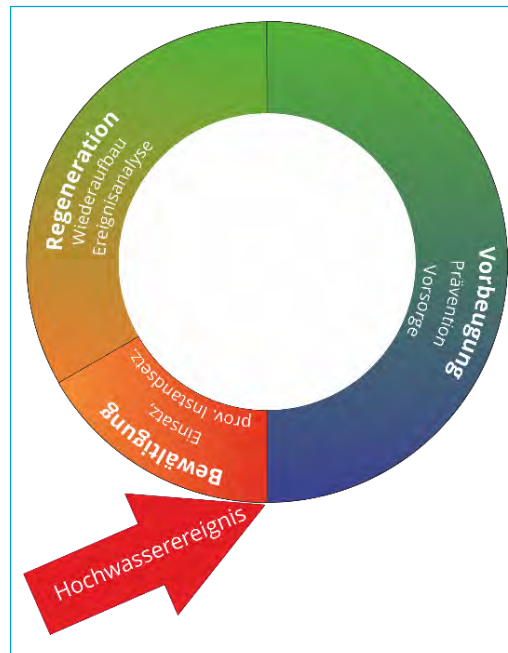 Regeneration
Wiederaufbau
Ereignisanalyse
Vorbeugung
Prävention
Vorsorge
Bewältigung
Einsatz,
prov. Instandsetz.
Hochwasserereignis